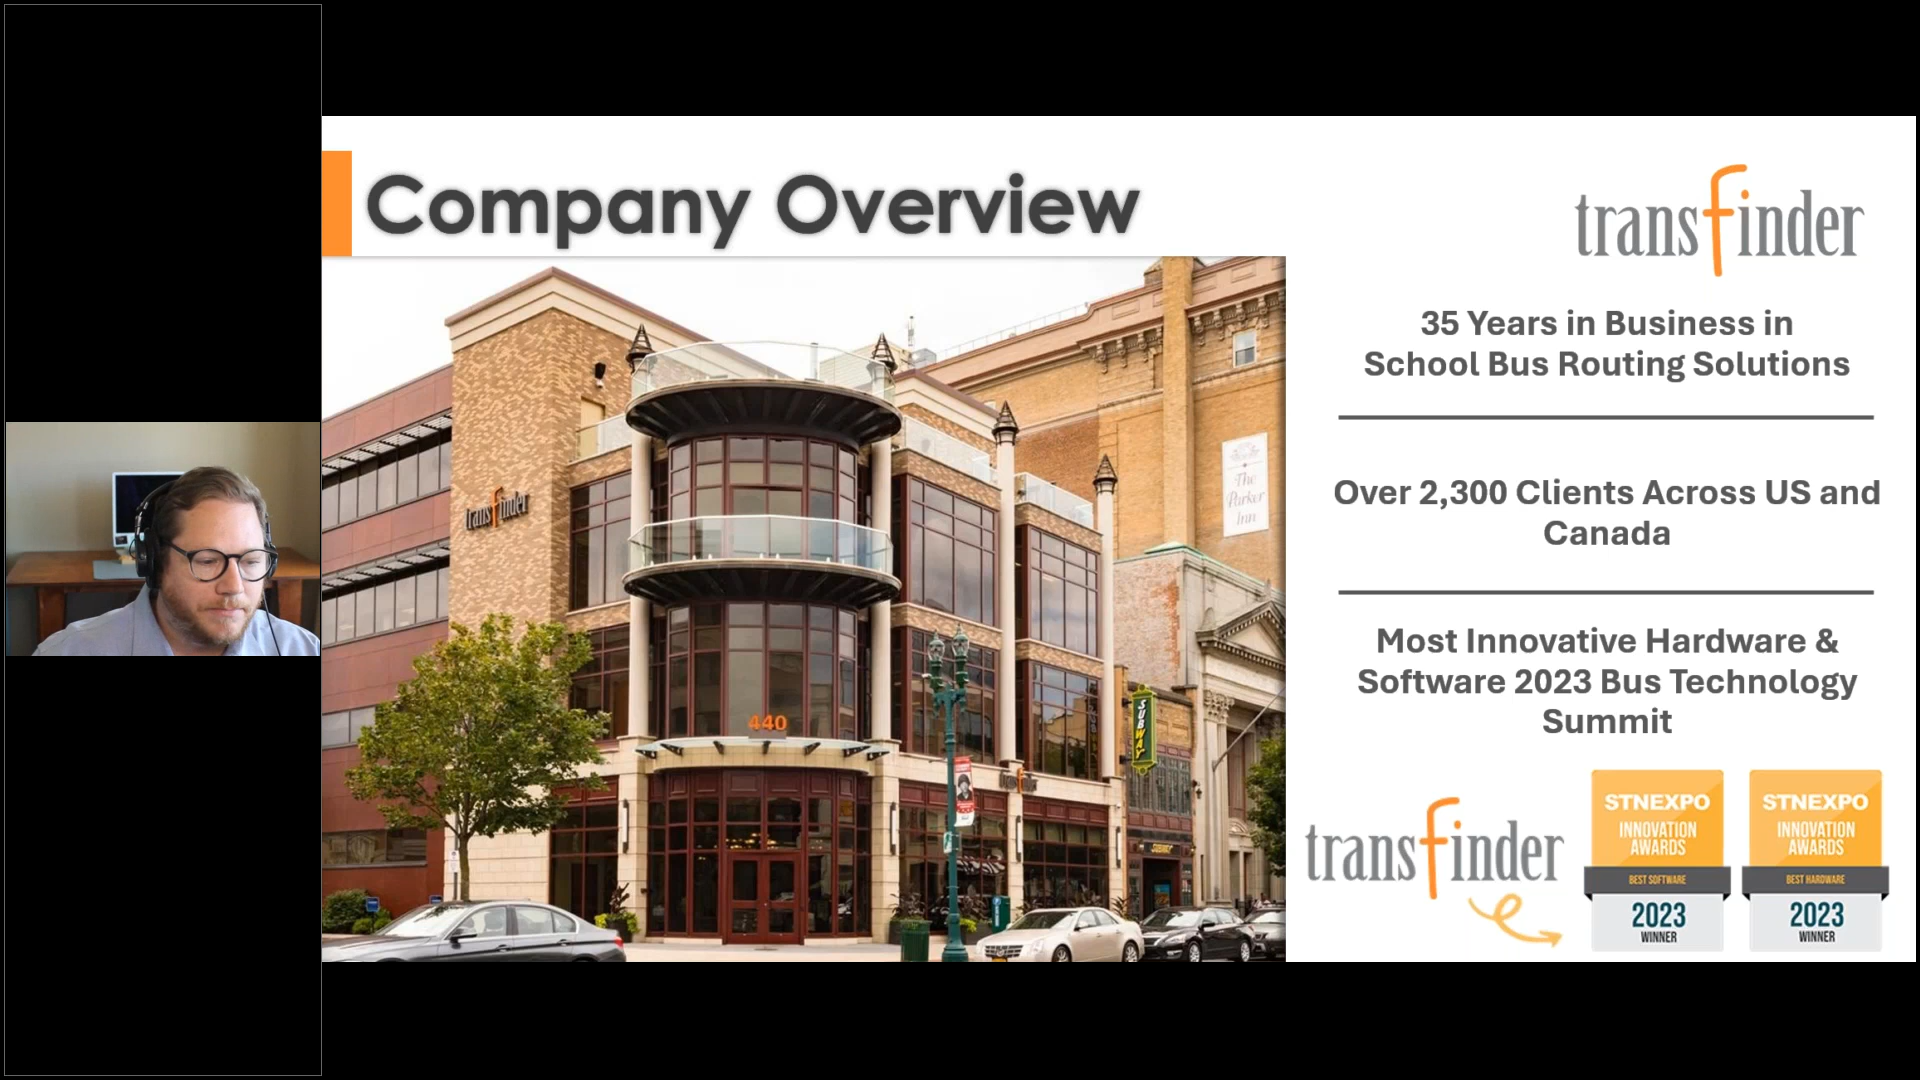 Company Overview
transfinder
35 Years in Business in
School Bus Routing Solutions
Over 2,300 Clients Across US and
Canada
Most Innovative Hardware &
Software 2023 Bus Technology
Summit
transfinder
STNEXPO
INNOVATION
AWARDS
BEST SOFTWARE
2023
WINNER
STNEXPO
INNOVATION
AWARDS
BEST HARDWARE
2023
WINNER
transfinder
The
Parker
Inn
440
SUBWAY